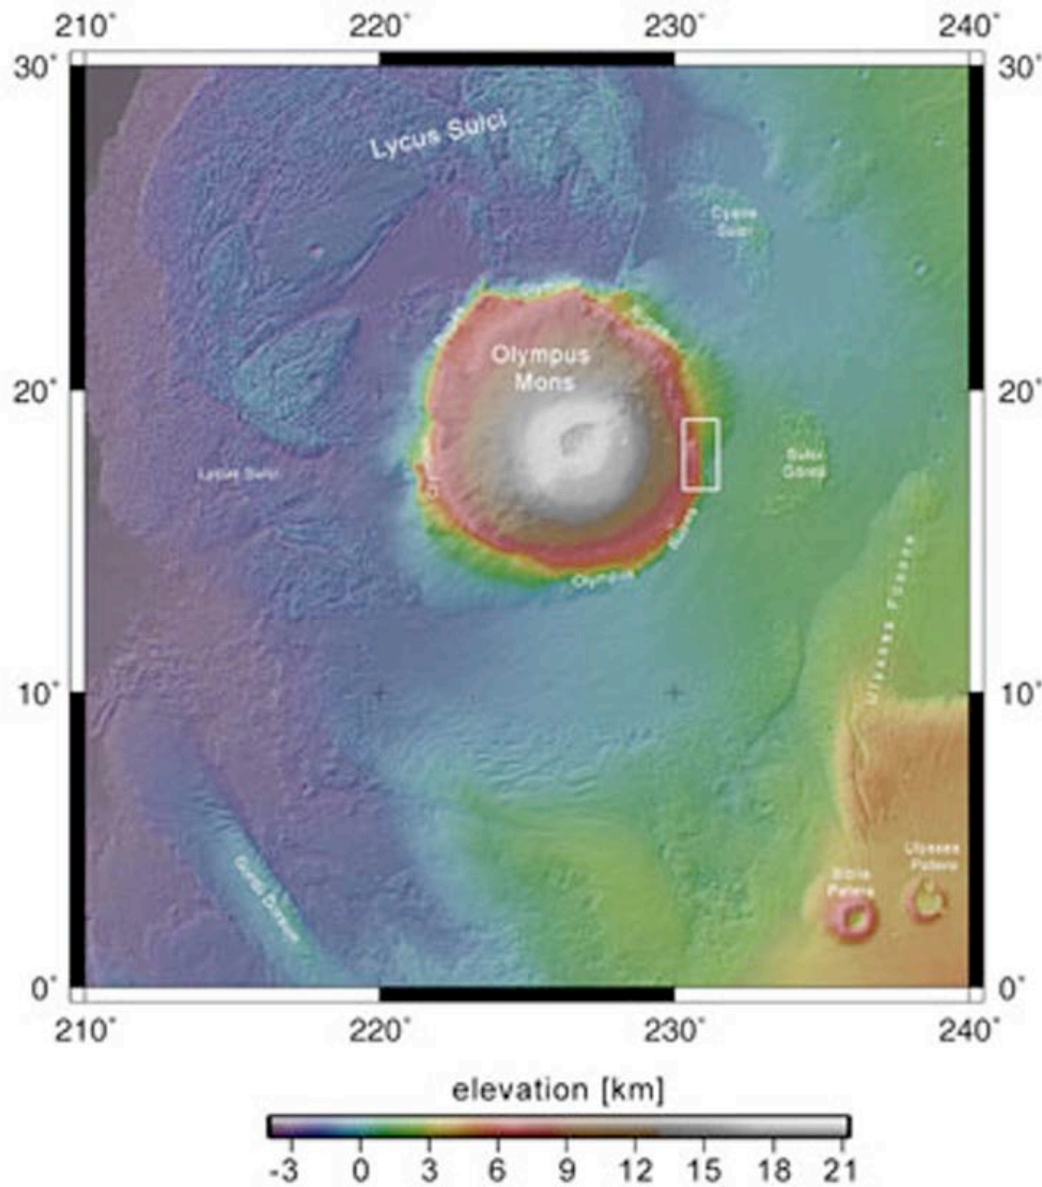 210° 220° 230° 240°
30° 30°
Lycus Sulci
Sulci
Olympus
Mons
20° 20°
Lycus Sulci
Sulci
Gordii
Olympus
Ulysses Fossae
10° 10°
Ulysses
Patera
Biblis
Patera
Gordii Dorsum
0° 0°
210° 220° 230° 240°
elevation [km]
-3 0 3 6 9 12 15 18 21